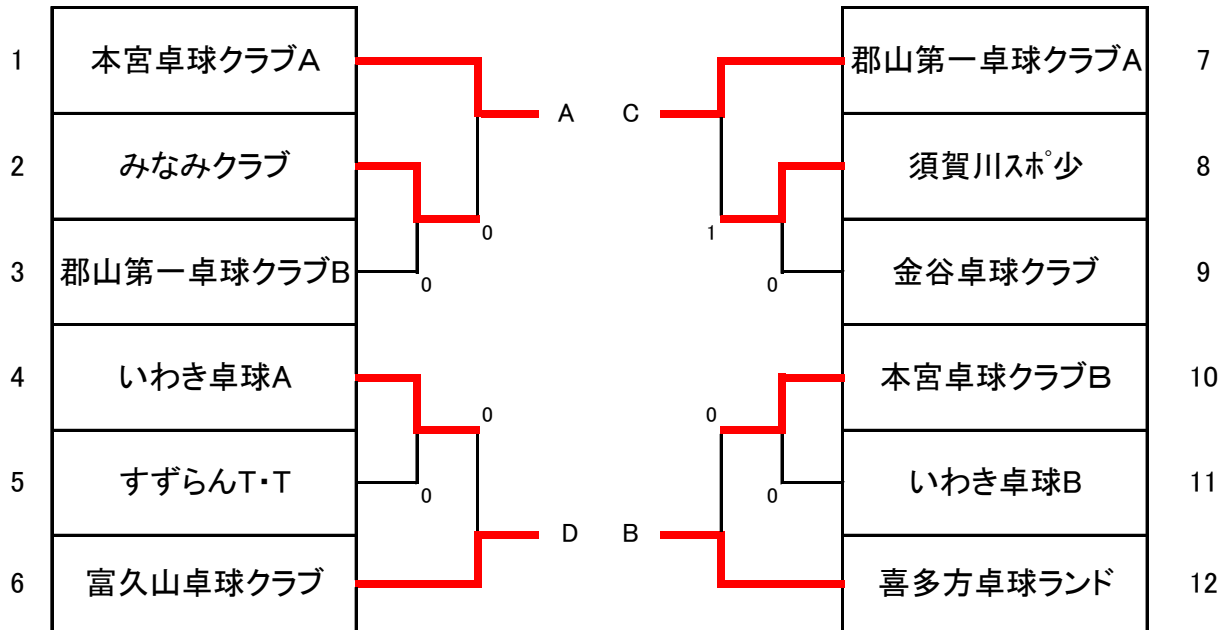 1 本宮卓球クラブA
A
C
郡山第一卓球クラブA 7
2 みなみクラブ
0
1
須賀川ｽﾎﾟ少 8
3 郡山第一卓球クラブB
0
0
金谷卓球クラブ 9
4 いわき卓球A
0
0
本宮卓球クラブB 10
5 すずらんT・T
0
0
いわき卓球B 11
D
B
6 富久山卓球クラブ
喜多方卓球ランド 12